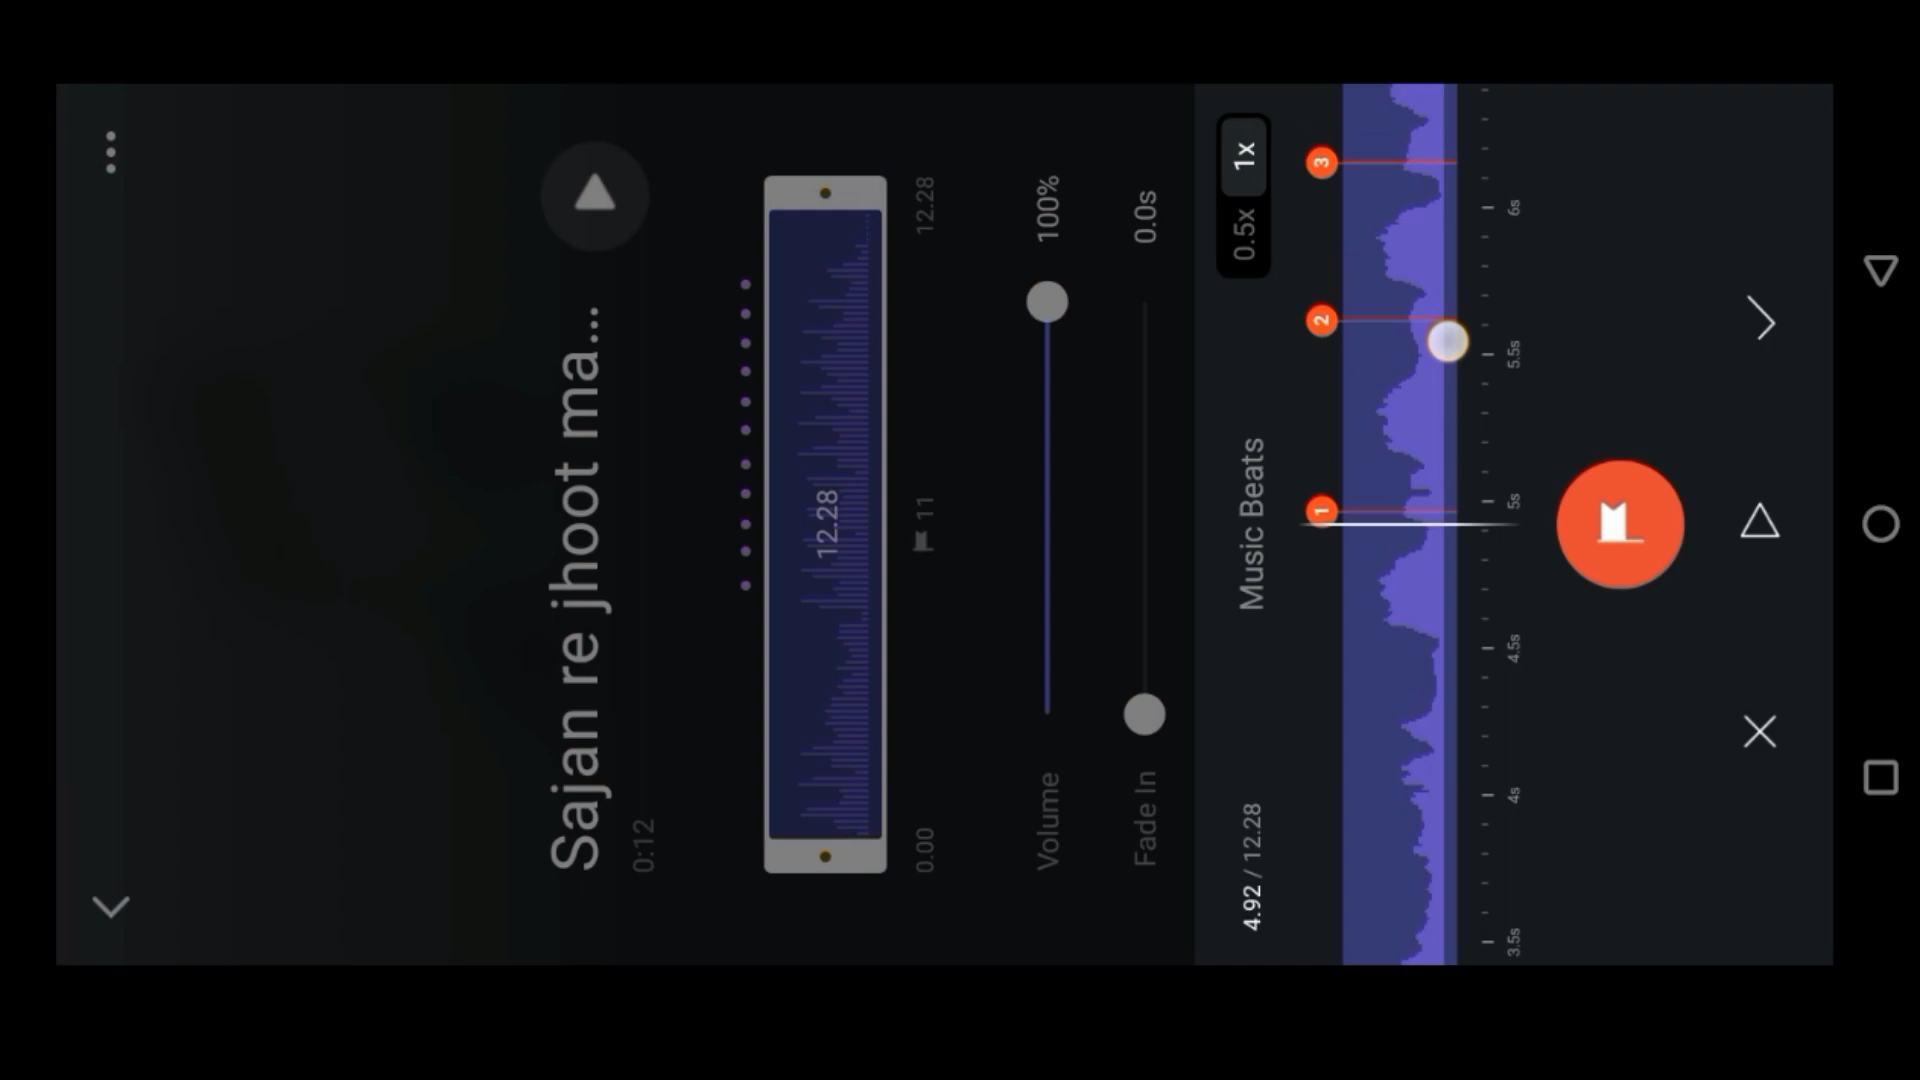 Sajan re jhoot ma...
0:12
12.28
0.00
11
12.28
Volume
100%
Fade In
0.0s
4.92 / 12.28
Music Beats
0.5x
1x
1
2
3
3.5s
4s
4.5s
5s
5.5s
6s